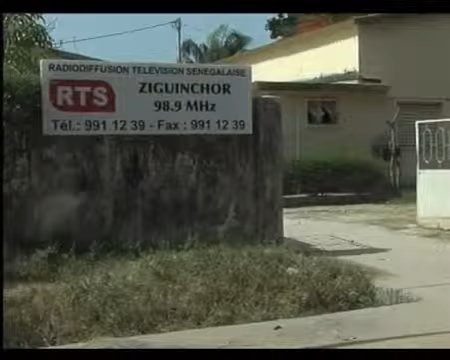 RADIODIFFUSION TELEVISION SENEGALAISE
RTS
ZIGUINCHOR
98.9 MHz
Tél.: 991 12 39 - Fax : 991 12 39